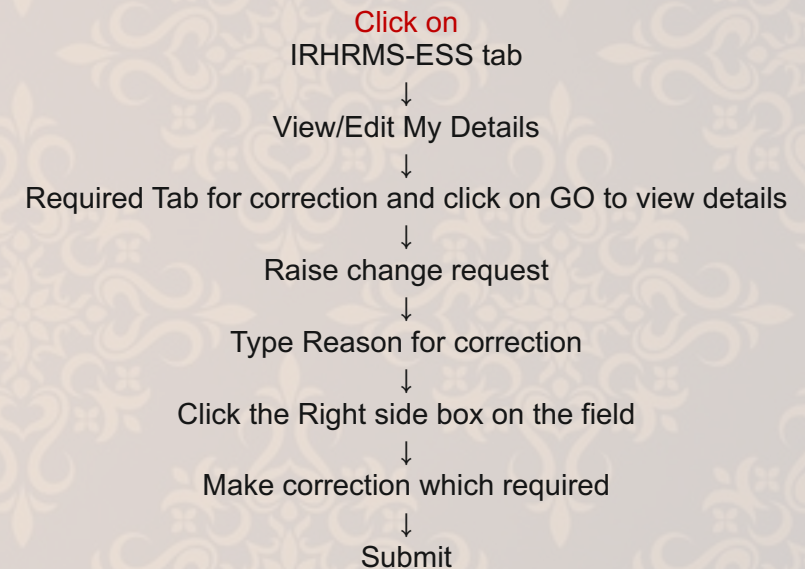 Click on
IRHRMS-ESS tab
↓
View/Edit My Details
↓
Required Tab for correction and click on GO to view details
↓
Raise change request
↓
Type Reason for correction
↓
Click the Right side box on the field
↓
Make correction which required
↓
Submit